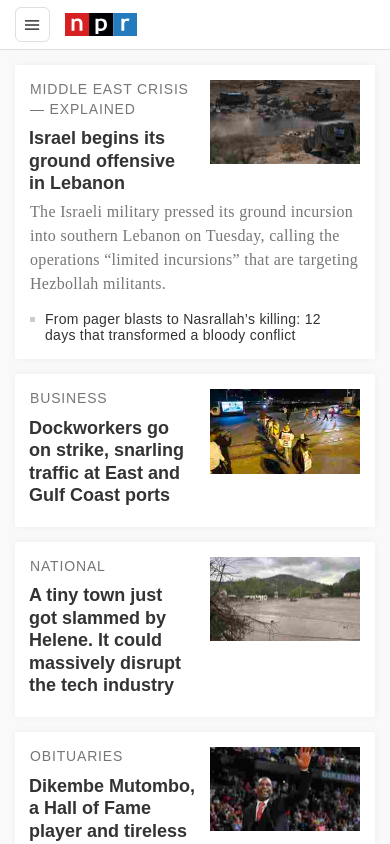 npr
MIDDLE EAST CRISIS
— EXPLAINED
Israel begins its
ground offensive
in Lebanon
The Israeli military pressed its ground incursion
into southern Lebanon on Tuesday, calling the
operations “limited incursions” that are targeting
Hezbollah militants.
From pager blasts to Nasrallah’s killing: 12
days that transformed a bloody conflict
BUSINESS
Dockworkers go
on strike, snarling
traffic at East and
Gulf Coast ports
NATIONAL
A tiny town just
got slammed by
Helene. It could
massively disrupt
the tech industry
OBITUARIES
Dikembe Mutombo,
a Hall of Fame
player and tireless